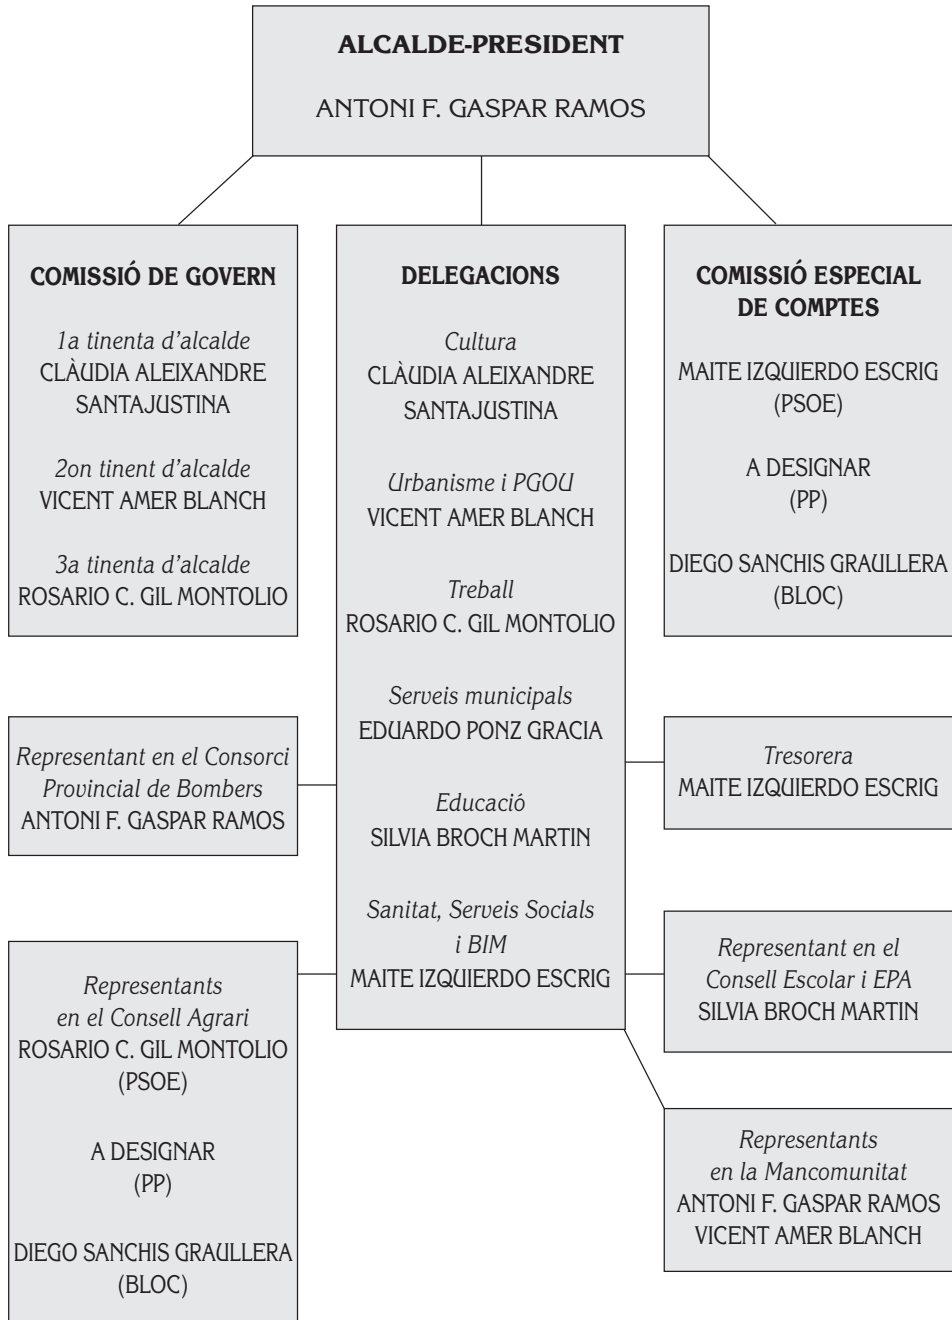 ALCALDE-PRESIDENT
ANTONI F. GASPAR RAMOS
COMISSIÓ DE GOVERN
1a tinenta d'alcalde
CLÀUDIA ALEIXANDRE
SANTAJUSTINA
2on tinent d'alcalde
VICENT AMER BLANCH
3a tinenta d'alcalde
ROSARIO C. GIL MONTOLIO
DELEGACIONS
Cultura
CLÀUDIA ALEIXANDRE
SANTAJUSTINA
Urbanisme i PGOU
VICENT AMER BLANCH
Treball
ROSARIO C. GIL MONTOLIO
Serveis municipals
EDUARDO PONZ GRACIA
Educació
SILVIA BROCH MARTIN
Sanitat, Serveis Socials
i BIM
MAITE IZQUIERDO ESCRIG
COMISSIÓ ESPECIAL
DE COMPTES
MAITE IZQUIERDO ESCRIG
(PSOE)
A DESIGNAR
(PP)
DIEGO SANCHIS GRAULLERA
(BLOC)
Representant en el Consorci
Provincial de Bombers
ANTONI F. GASPAR RAMOS
Tresorera
MAITE IZQUIERDO ESCRIG
Representants
en el Consell Agrari
ROSARIO C. GIL MONTOLIO
(PSOE)
A DESIGNAR
(PP)
DIEGO SANCHIS GRAULLERA
(BLOC)
Representant en el
Consell Escolar i EPA
SILVIA BROCH MARTIN
Representants
en la Mancomunitat
ANTONI F. GASPAR RAMOS
VICENT AMER BLANCH